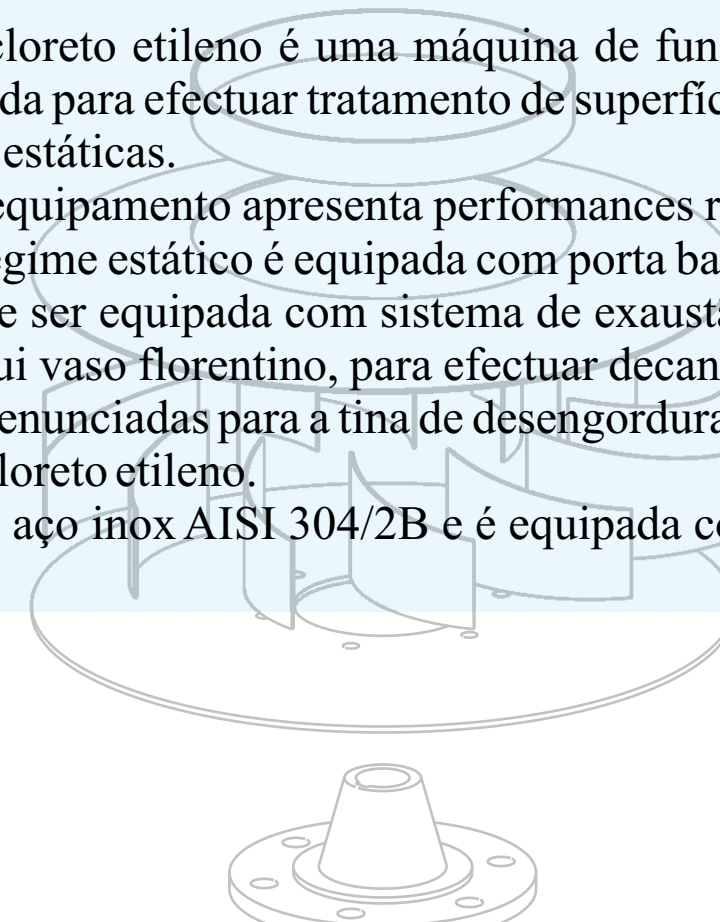 cloreto etileno é uma máquina de fun
da para efectuar tratamento de superfíc
estáticas.
equipamento apresenta performances r
egime estático é equipada com porta ba
e ser equipada com sistema de exaustã
ui vaso florentino, para efectuar decan
enunciadas para a tina de desengordura
loreto etileno.
aço inox AISI 304/2B e é equipada co